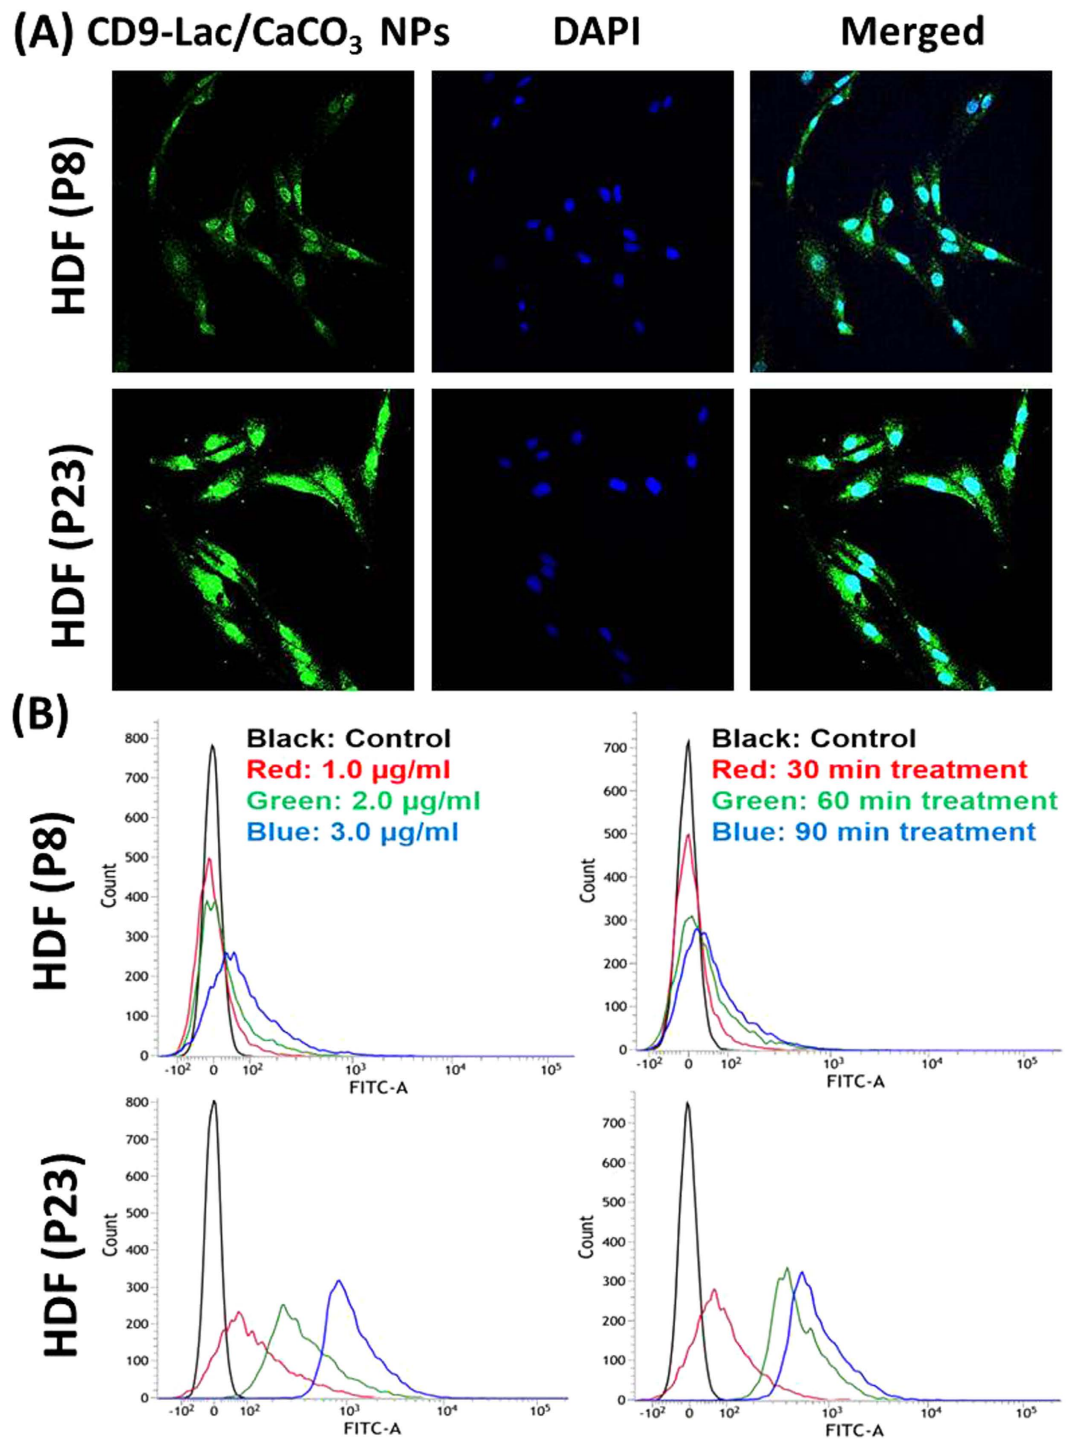 (A) CD9-Lac/CaCO₃ NPs DAPI Merged
HDF (P8)
HDF (P23)
(B)
HDF (P8)
Black: Control
Red: 1.0 µg/ml
Green: 2.0 µg/ml
Blue: 3.0 µg/ml
Count
800
700
600
500
400
300
200
100
0
-10² 0 10² 10³ 10⁴ 10⁵
FITC-A
Black: Control
Red: 30 min treatment
Green: 60 min treatment
Blue: 90 min treatment
Count
700
600
500
400
300
200
100
0
-10² 0 10² 10³ 10⁴ 10⁵
FITC-A
HDF (P23)
Count
800
700
600
500
400
300
200
100
0
-10² 0 10² 10³ 10⁴ 10⁵
FITC-A
Count
700
600
500
400
300
200
100
0
-10² 0 10² 10³ 10⁴ 10⁵
FITC-A